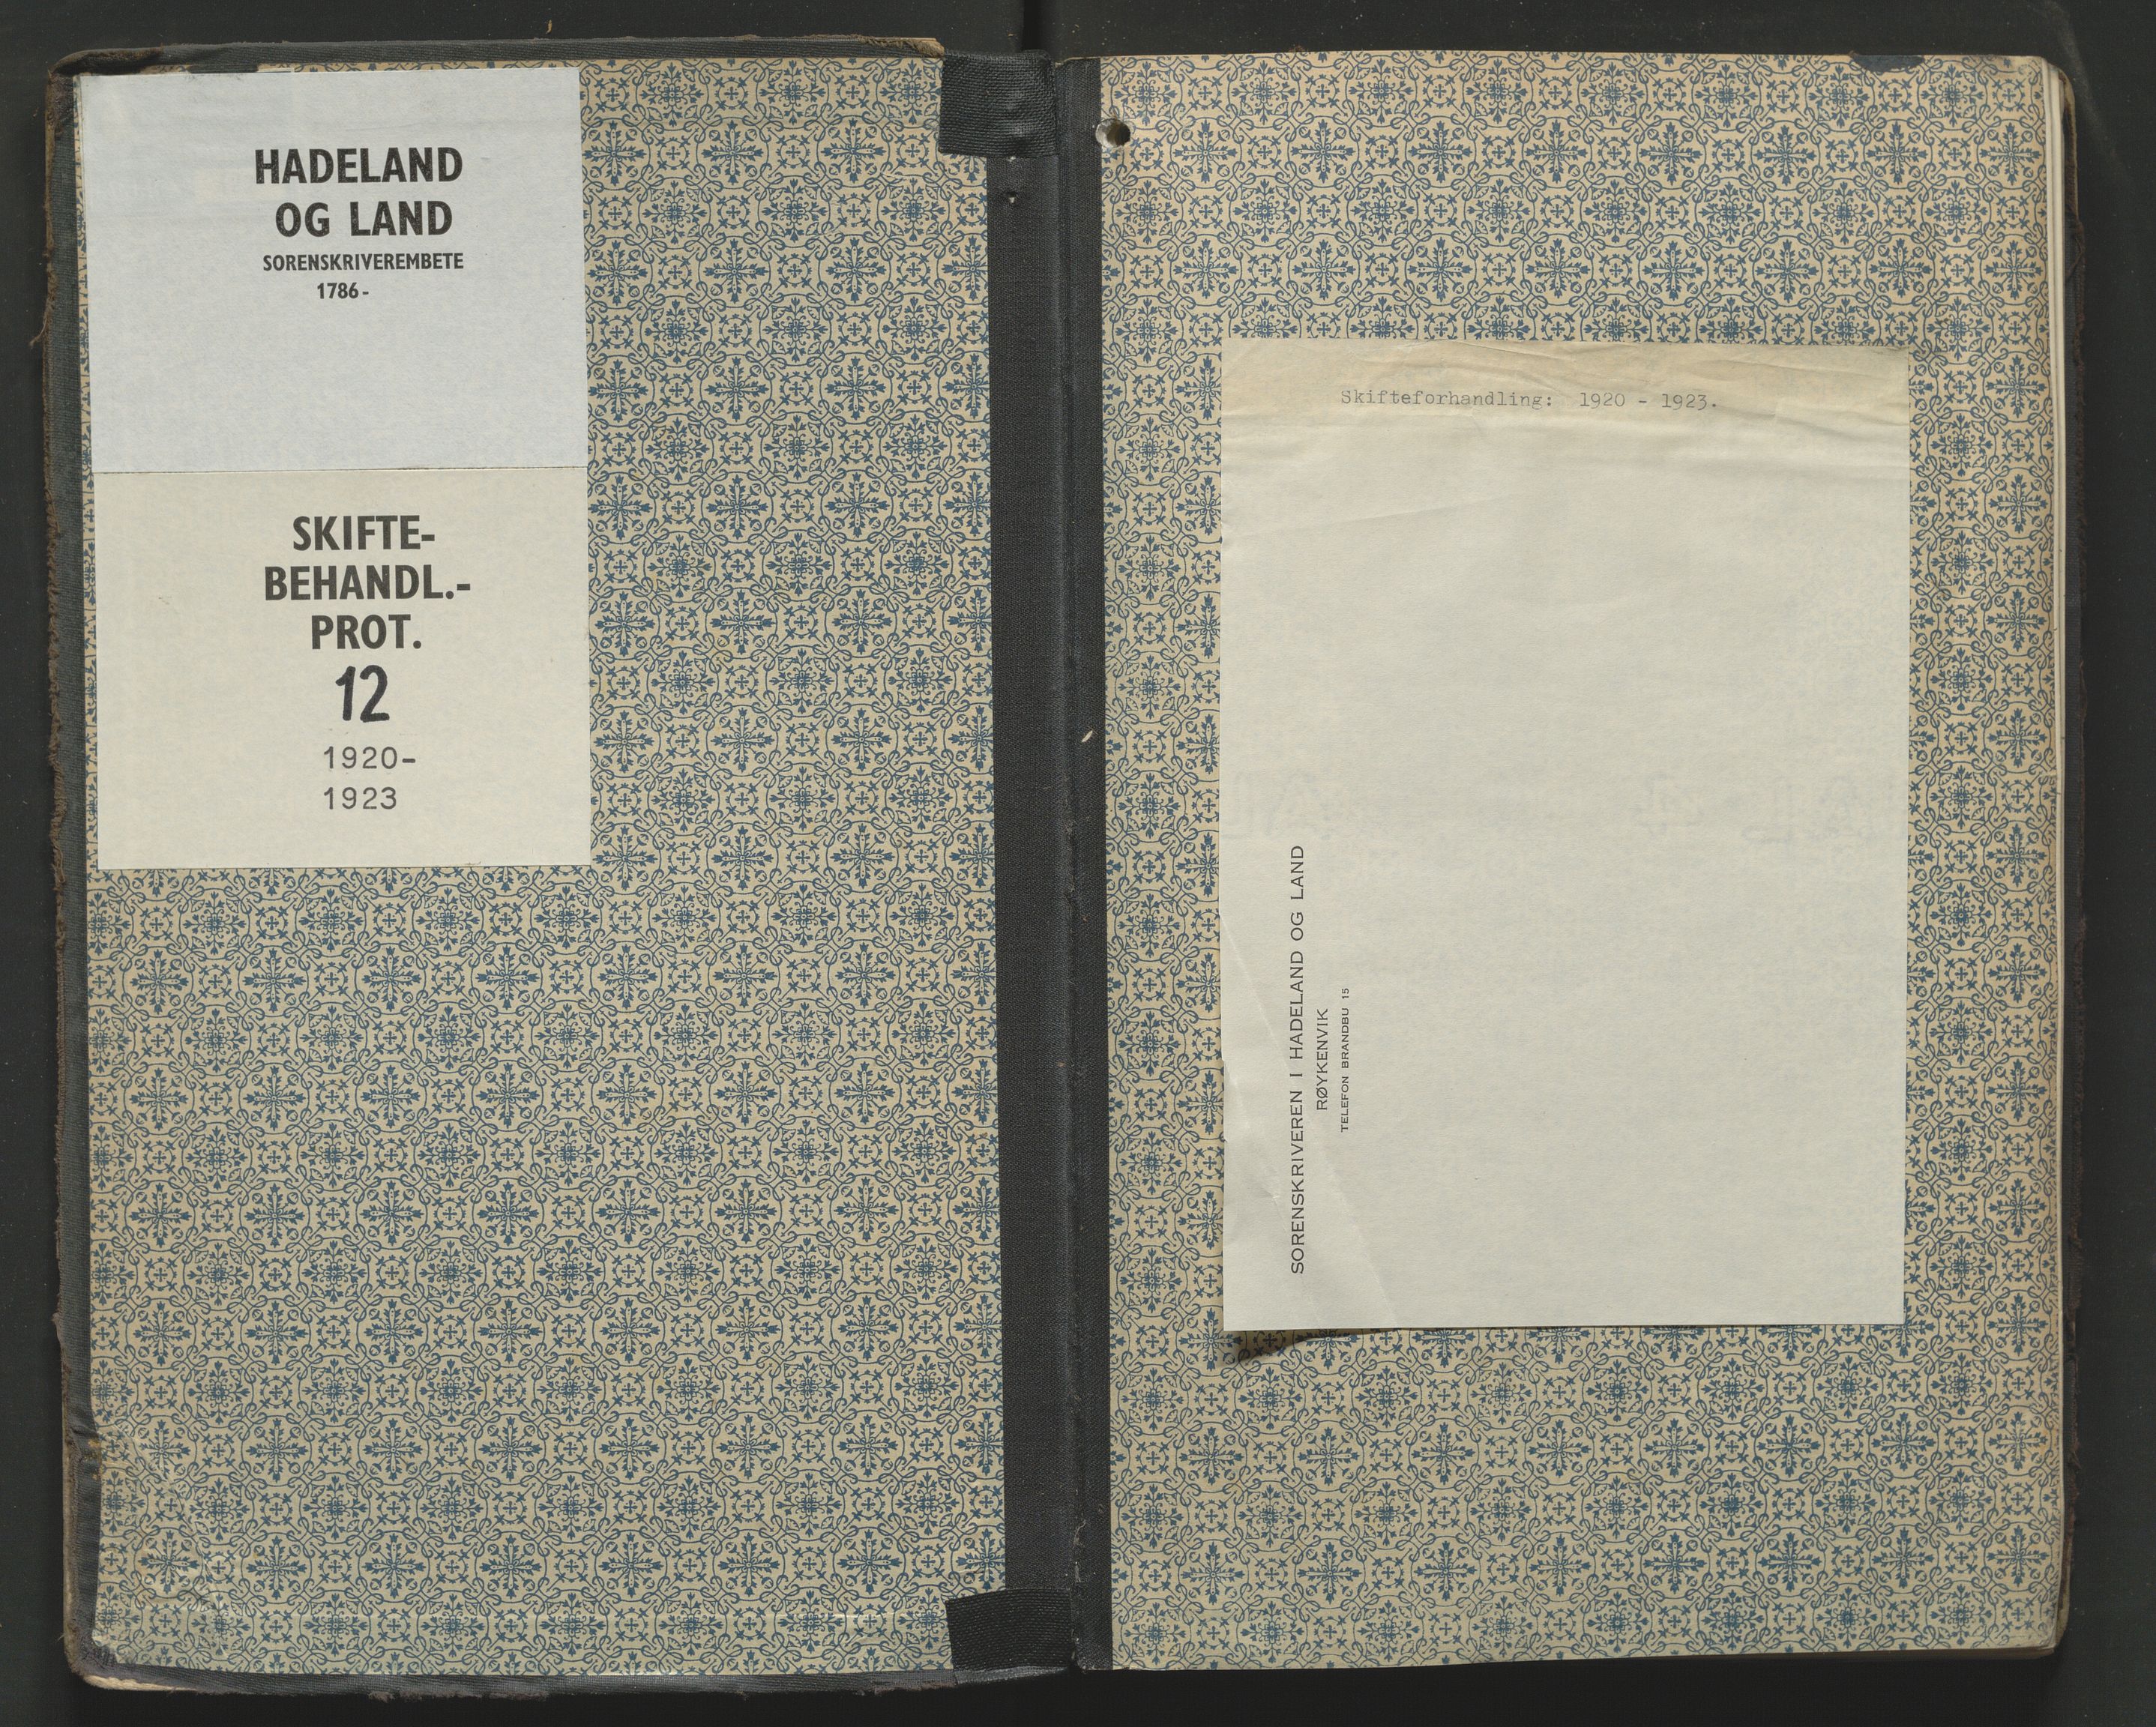 HADELAND
OG LAND
SORENSKRIVEREMBETE
1786-
SKIFTE-
BEHANDL.-
PROT.
12
1920-
1923
Skifteforhandling: 1920 - 1923.
SORENSKRIVEREN I HADELAND OG LAND
RØYKENVIK
TELEFON BRANDBU 15